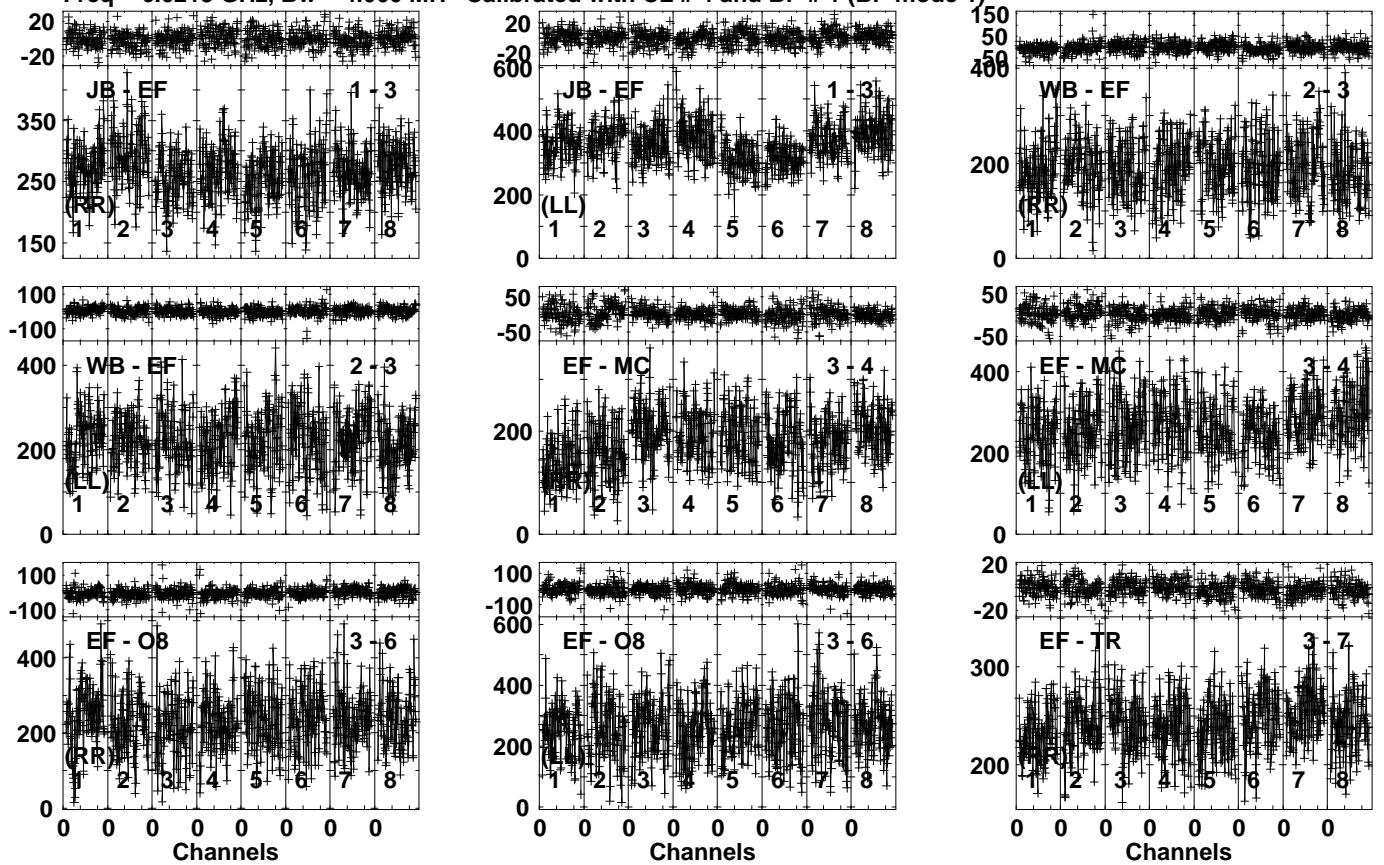 20 20 150
-20 -20 50
-50
JB - EF 1 - 3 600 JB - EF 1 - 3 400 WB - EF 2 - 3
350 400 200
250 200
150 0 0
(RR) (LL) (RR)
1 2 3 4 5 6 7 8 1 2 3 4 5 6 7 8 1 2 3 4 5 6 7 8
100 50 50
-100 -50 -50
400 WB - EF 2 - 3 EF - MC 3 - 4 400 EF - MC 3 - 4
200 200 200
(LL) (RR) (LL)
1 2 3 4 5 6 7 8 1 2 3 4 5 6 7 8 1 2 3 4 5 6 7 8
0 0 0
100 100 20
-100 -100 -20
EF - O8 3 - 6 600 EF - O8 3 - 6 EF - TR 3 - 7
400 400 300
200 200 200
(RR) (LL) (RR)
1 2 3 4 5 6 7 8 1 2 3 4 5 6 7 8 1 2 3 4 5 6 7 8
0 0
0 0 0 0 0 0 0 0 0 0 0 0 0 0 0 0 0 0 0 0 0 0 0 0
Channels Channels Channels